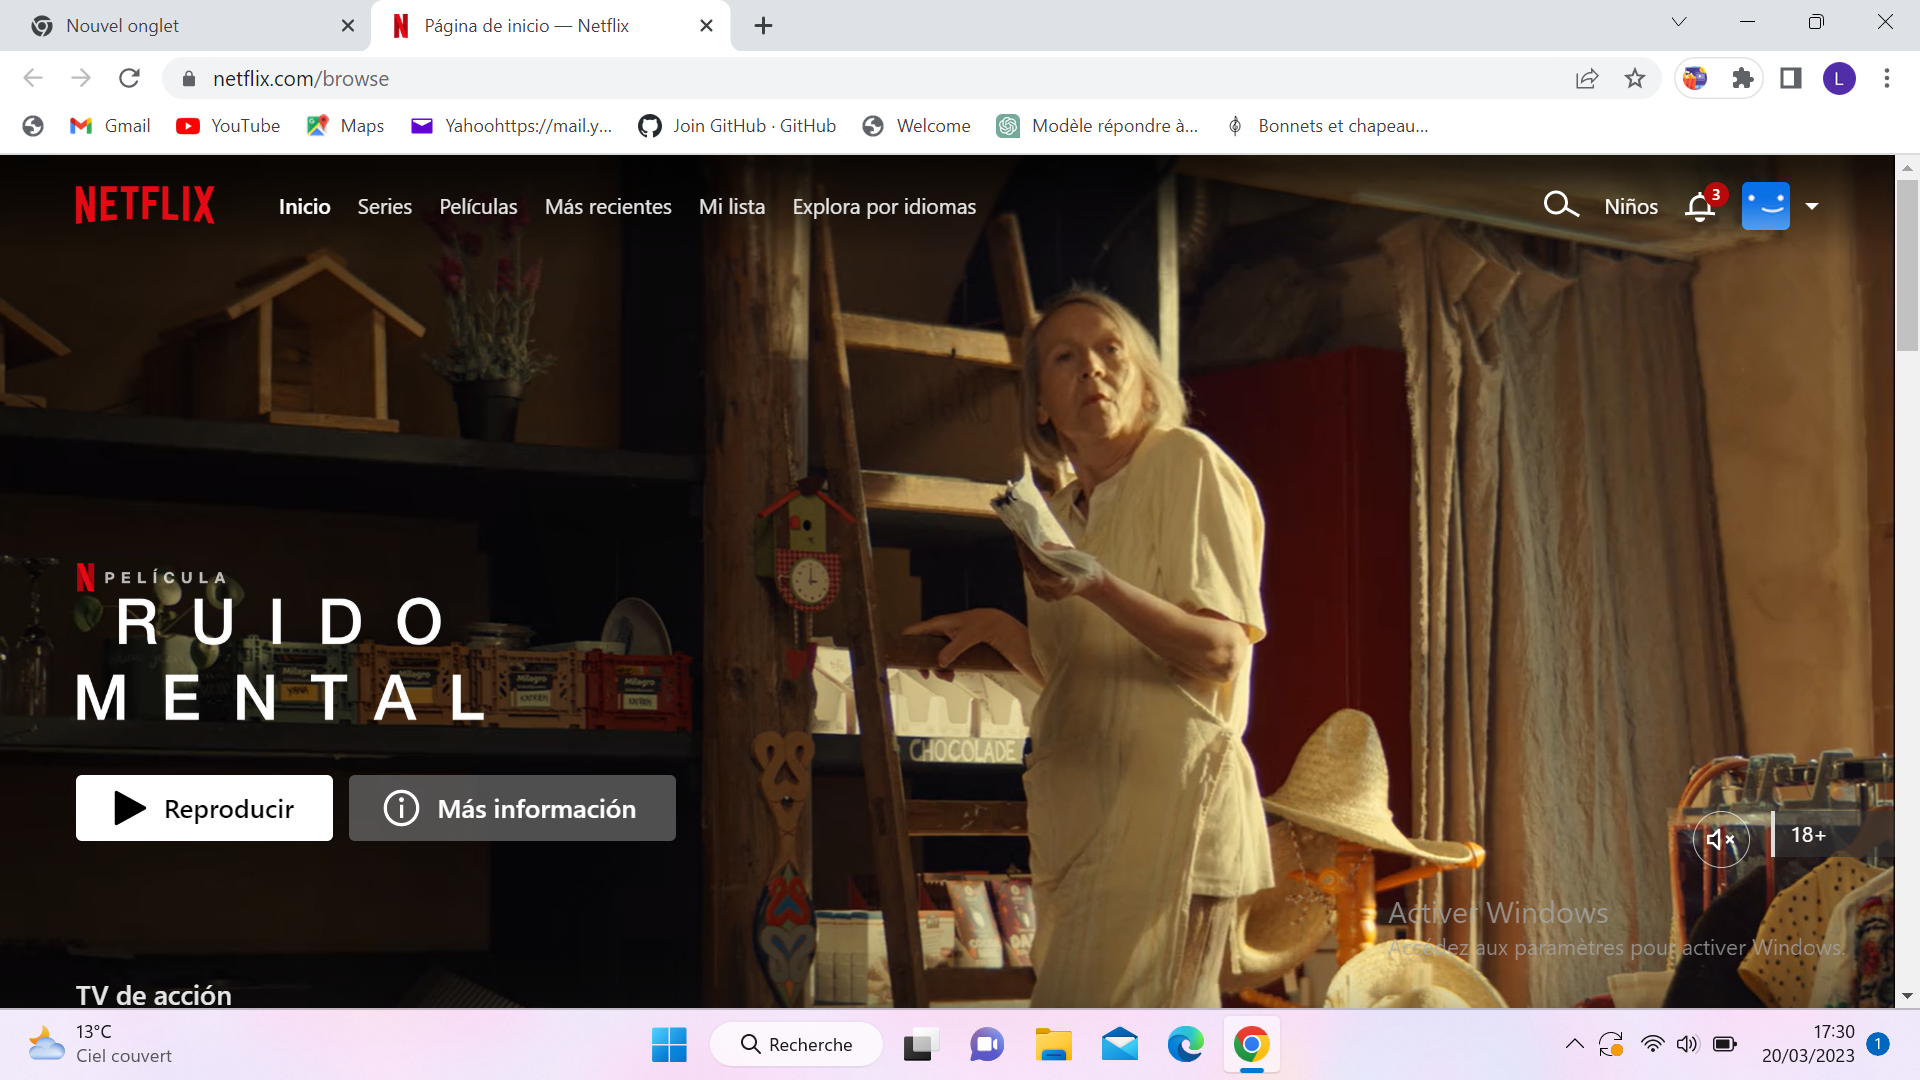 Nouvel onglet
Página de inicio — Netflix
netflix.com/browse
L
Gmail
YouTube
Maps
Yahoohttps://mail.y...
Join GitHub · GitHub
Welcome
Modèle répondre à...
Bonnets et chapeau...
NETFLIX
Inicio
Series
Películas
Más recientes
Mi lista
Explora por idiomas
Niños
3
N PELÍCULA
RUIDO
MENTAL
Milagro
Milagro
Milagro
CHOCOLADE
Reproducir
Más información
18+
Activer Windows
Accédez aux paramètres pour activer Windows.
TV de acción
13°C
Ciel couvert
Recherche
17:30
20/03/2023
1